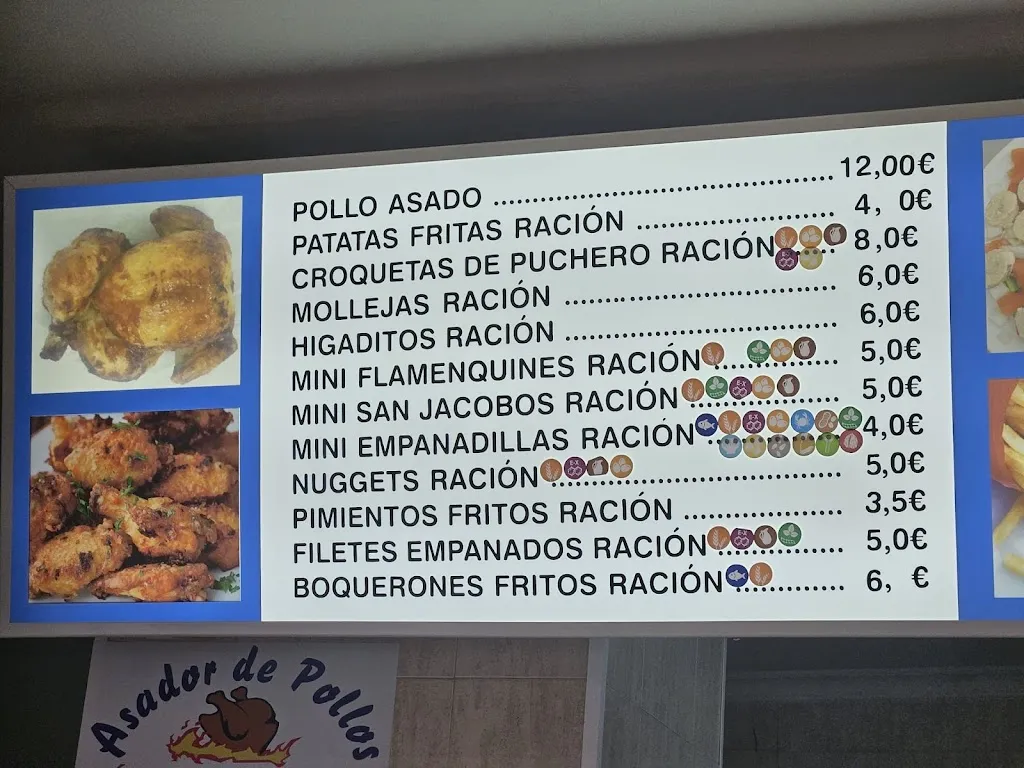 POLLO ASADO ........................................ 12,00€
PATATAS FRITAS RACIÓN ........................ 4, 0€
CROQUETAS DE PUCHERO RACIÓN ...... 8,0€
MOLLEJAS RACIÓN ................................. 6,0€
HIGADITOS RACIÓN ................................. 6,0€
MINI FLAMENQUINES RACIÓN ............... 5,0€
MINI SAN JACOBOS RACIÓN .................. 5,0€
MINI EMPANADILLAS RACIÓN ................ 4,0€
NUGGETS RACIÓN ................................... 5,0€
PIMIENTOS FRITOS RACIÓN ................... 3,5€
FILETES EMPANADOS RACIÓN ............... 5,0€
BOQUERONES FRITOS RACIÓN ............. 6, €
Asador de Pollos